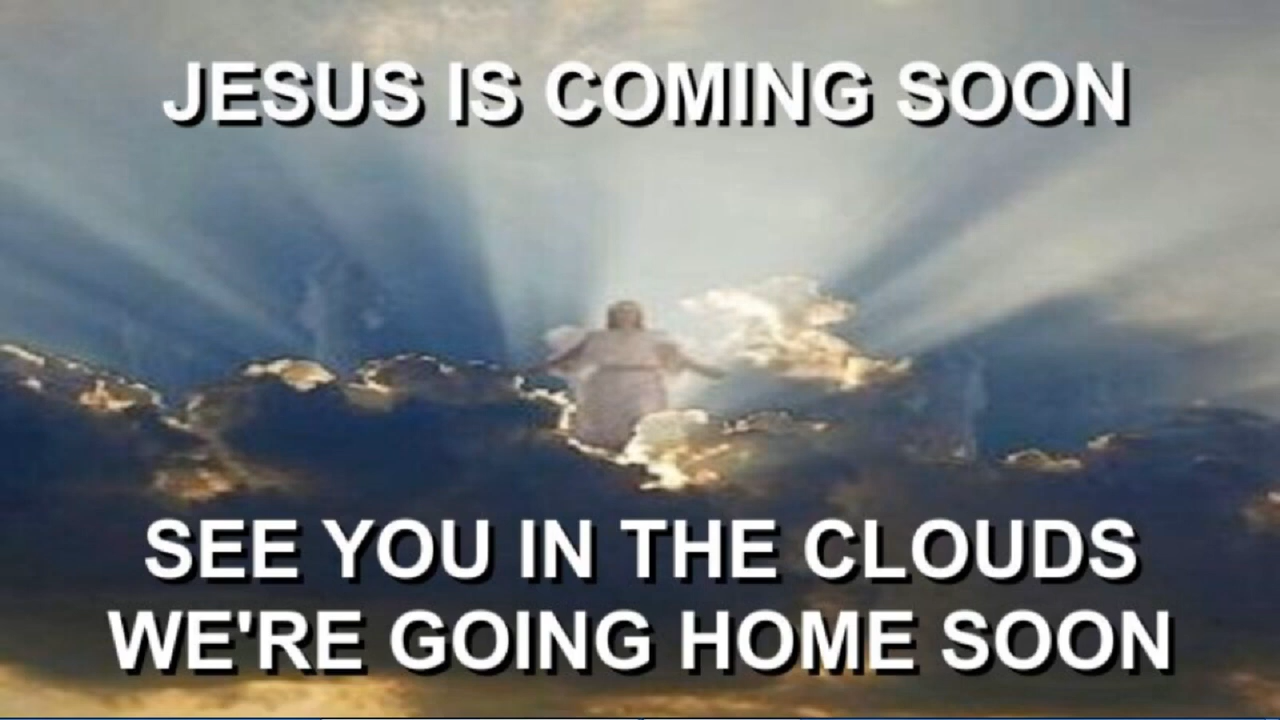 JESUS IS COMING SOON
SEE YOU IN THE CLOUDS
WE'RE GOING HOME SOON